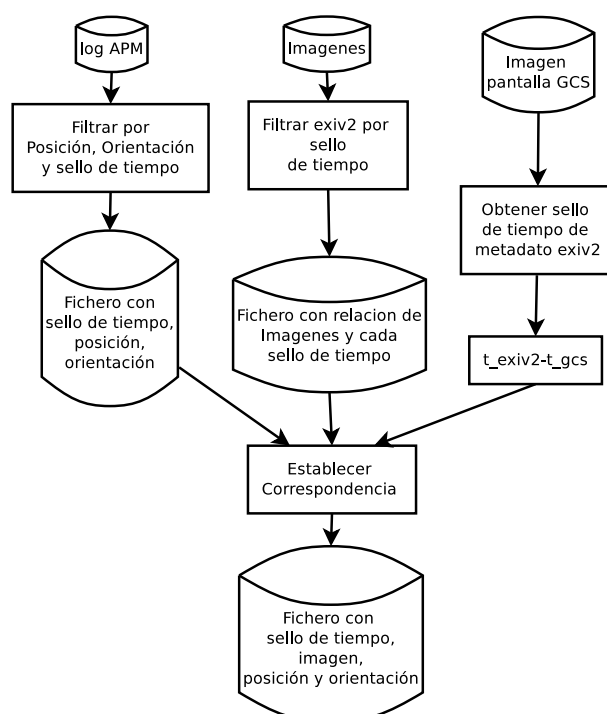 log APM
Imagenes
Imagen
pantalla GCS
Filtrar por
Posición, Orientación
y sello de tiempo
Filtrar exiv2 por
sello
de tiempo
Obtener sello
de tiempo de
metadato exiv2
Fichero con
sello de tiempo,
posición,
orientación
Fichero con relacion de
Imagenes y cada
sello de tiempo
t_exiv2-t_gcs
Establecer
Correspondencia
Fichero con
sello de tiempo,
imagen,
posición y orientación